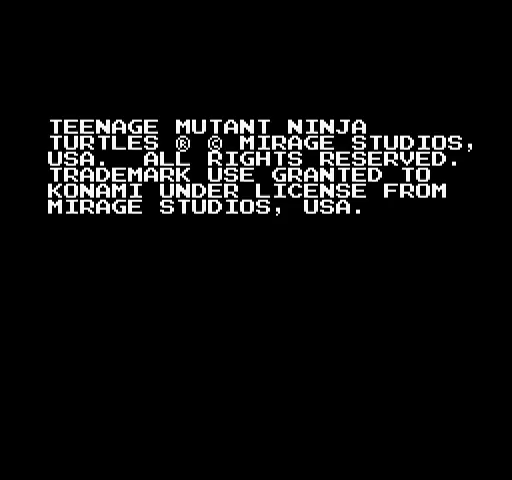 TEENAGE MUTANT NINJA
TURTLES ® © MIRAGE STUDIOS,
USA.  ALL RIGHTS RESERVED.
TRADEMARK USE GRANTED TO
KONAMI UNDER LICENSE FROM
MIRAGE STUDIOS, USA.